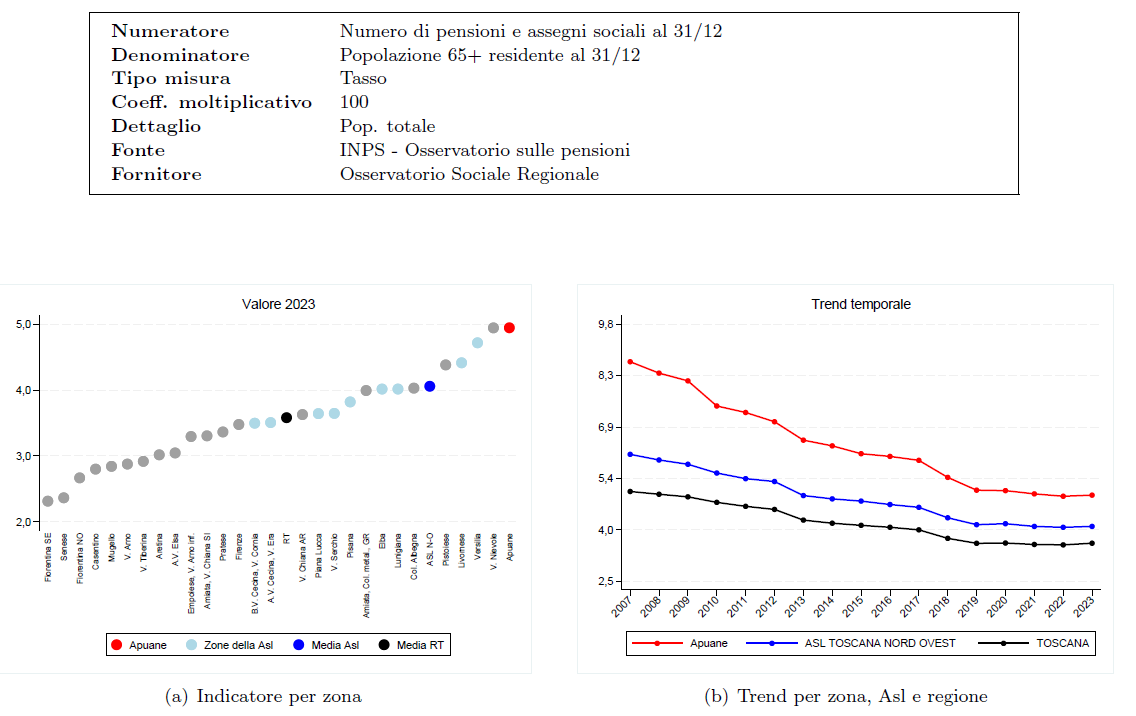 Numeratore Numero di pensioni e assegni sociali al 31/12
Denominatore Popolazione 65+ residente al 31/12
Tipo misura Tasso
Coeff. moltiplicativo 100
Dettaglio Pop. totale
Fonte INPS - Osservatorio sulle pensioni
Fornitore Osservatorio Sociale Regionale
Valore 2023
5,0
4,0
3,0
2,0
Fiorentina SE
Senese
Fiorentina NO
Casentino
Mugello
V. Arno
V. Tiberina
Aretina
A.V. Elsa
Empolese, V. Arno inf.
Amiata, V. Chiana SI
Pratese
Firenze
B.V. Cecina, V. Cornia
A.V. Cecina, V. Era
RT
V. Chiana AR
Piana Lucca
V. Serchio
Pisana
Amiata, Col. metal., GR
Elba
Lunigiana
Col. Albegna
ASL N-O
Pistoiese
Livornese
Versilia
V. Nievole
Apuane
Apuane Zone della Asl Media Asl Media RT
(a) Indicatore per zona
Trend temporale
9,8
8,3
6,9
5,4
4,0
2,5
2007 2008 2009 2010 2011 2012 2013 2014 2015 2016 2017 2018 2019 2020 2021 2022 2023
Apuane ASL TOSCANA NORD OVEST TOSCANA
(b) Trend per zona, Asl e regione